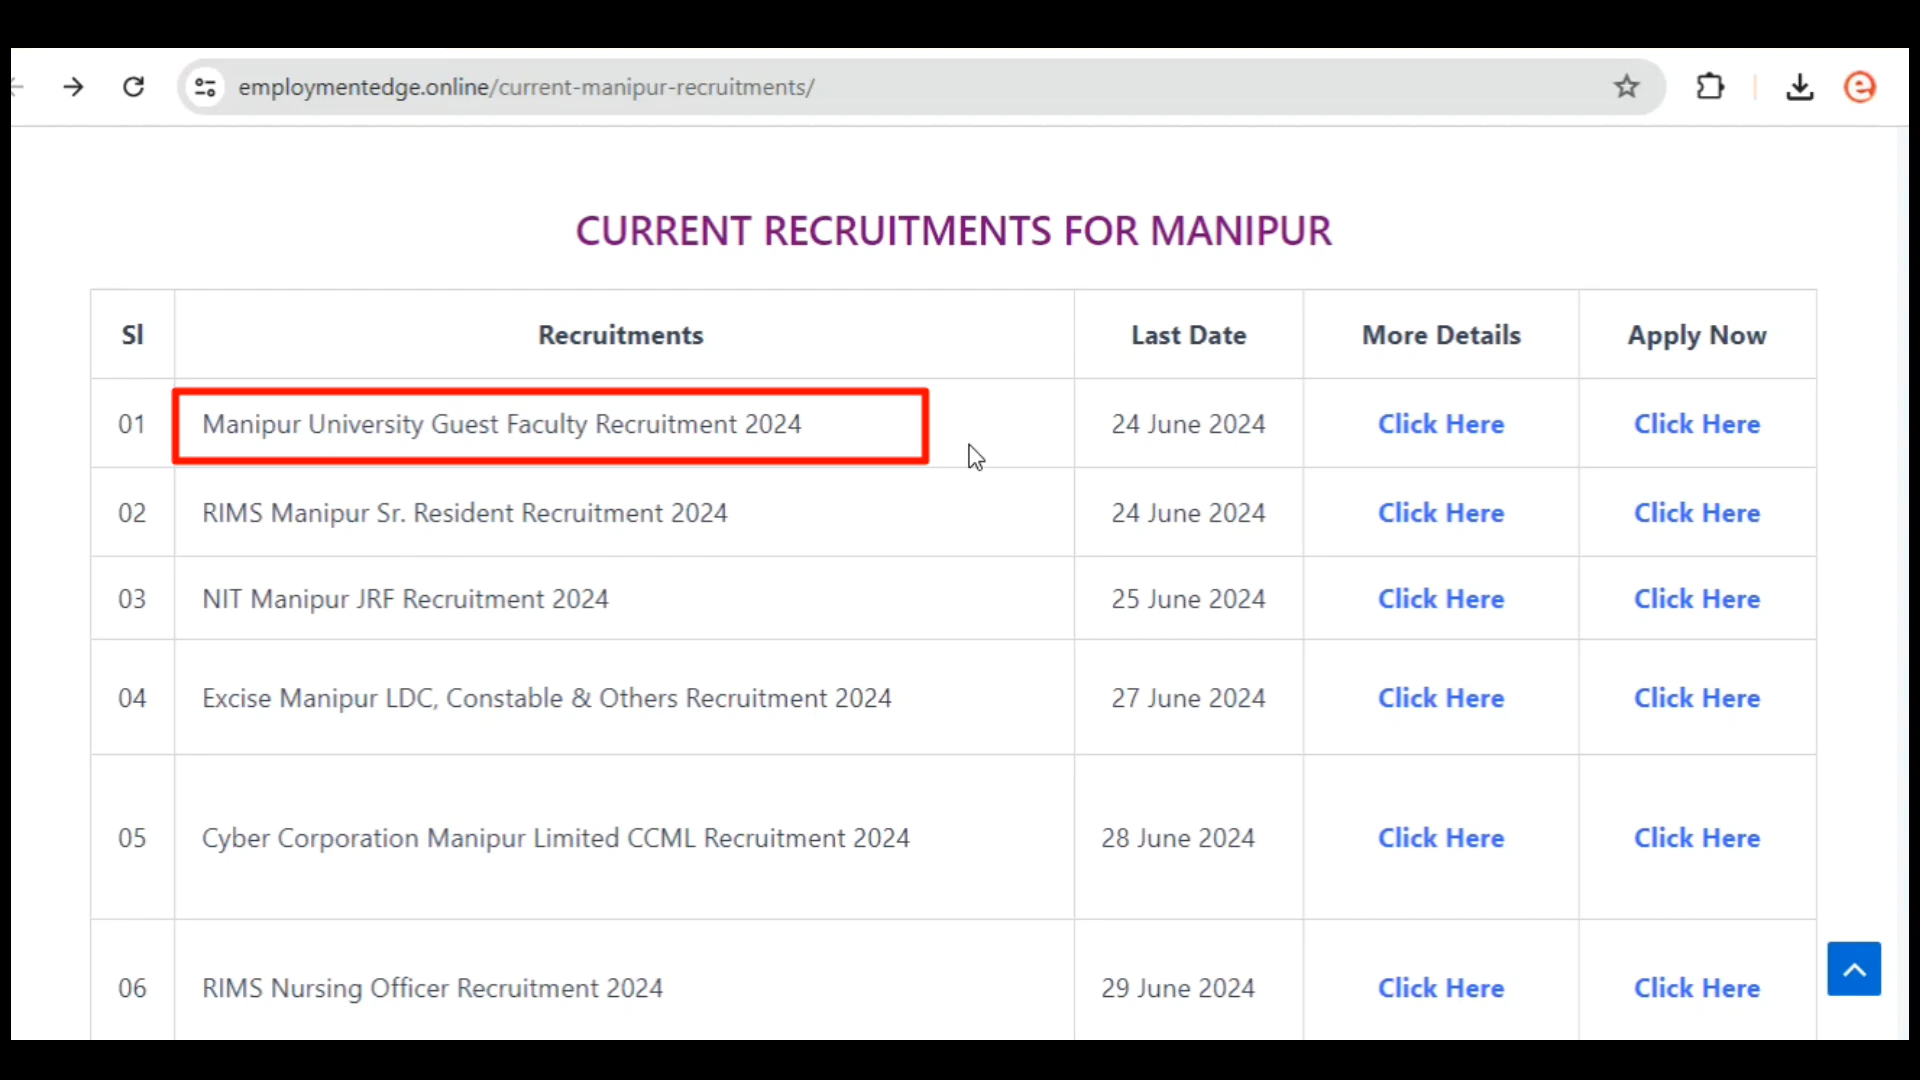 employmentedge.online/current-manipur-recruitments/
CURRENT RECRUITMENTS FOR MANIPUR
Sl Recruitments Last Date More Details Apply Now
01 Manipur University Guest Faculty Recruitment 2024 24 June 2024 Click Here Click Here
02 RIMS Manipur Sr. Resident Recruitment 2024 24 June 2024 Click Here Click Here
03 NIT Manipur JRF Recruitment 2024 25 June 2024 Click Here Click Here
04 Excise Manipur LDC, Constable & Others Recruitment 2024 27 June 2024 Click Here Click Here
05 Cyber Corporation Manipur Limited CCML Recruitment 2024 28 June 2024 Click Here Click Here
06 RIMS Nursing Officer Recruitment 2024 29 June 2024 Click Here Click Here